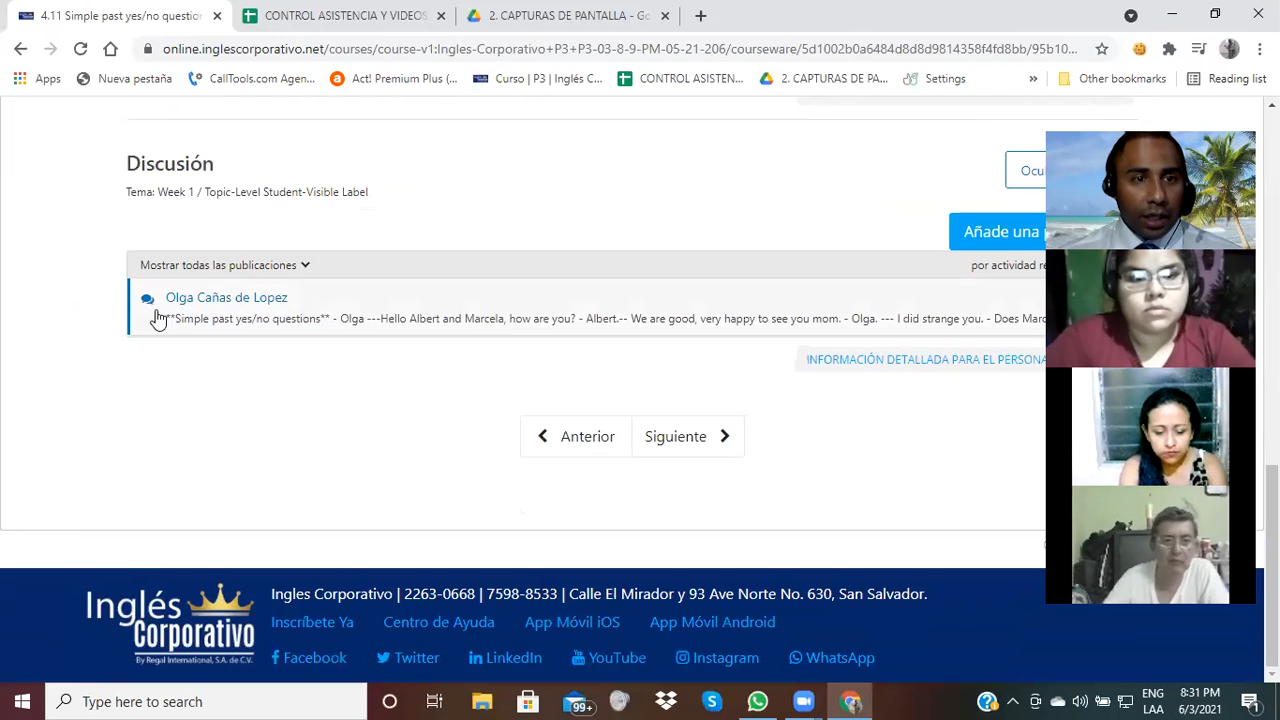 4.11 Simple past yes/no question
CONTROL ASISTENCIA Y VIDEOS
2. CAPTURAS DE PANTALLA - Go
online.inglescorporativo.net/courses/course-v1:Ingles-Corporativo+P3+P3-03-8-9-PM-05-21-206/courseware/5d1002b0a6484d8d8d9814358f4fd8bb/95b10...
Apps
Nueva pestaña
CallTools.com Agen...
Act! Premium Plus (...
Curso | P3 | Inglés C...
CONTROL ASISTEN...
2. CAPTURAS DE PA...
Settings
»
Other bookmarks
Reading list
Discusión
Ocu
Tema: Week 1 / Topic-Level Student-Visible Label
Añade una p
Mostrar todas las publicaciones
por actividad re
Olga Cañas de Lopez
**Simple past yes/no questions** - Olga ---Hello Albert and Marcela, how are you? - Albert.-- We are good, very happy to see you mom. - Olga. --- I did strange you. - Does Marc
INFORMACIÓN DETALLADA PARA EL PERSONA
Anterior
Siguiente
Inglés Corporativo
By Regal International, S.A. de C.V.
Ingles Corporativo | 2263-0668 | 7598-8533 | Calle El Mirador y 93 Ave Norte No. 630, San Salvador.
Inscríbete Ya
Centro de Ayuda
App Móvil iOS
App Móvil Android
Facebook
Twitter
LinkedIn
YouTube
Instagram
WhatsApp
Type here to search
99+
ENG
LAA
8:31 PM
6/3/2021